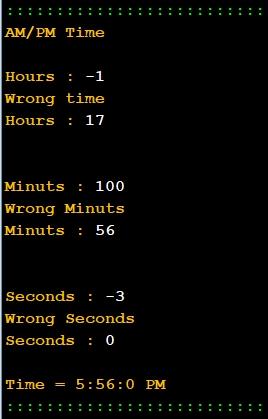 ::::::::::::::::::::::::::
AM/PM Time
Hours : -1
Wrong time
Hours : 17
Minuts : 100
Wrong Minuts
Minuts : 56
Seconds : -3
Wrong Seconds
Seconds : 0
Time = 5:56:0 PM
::::::::::::::::::::::::::